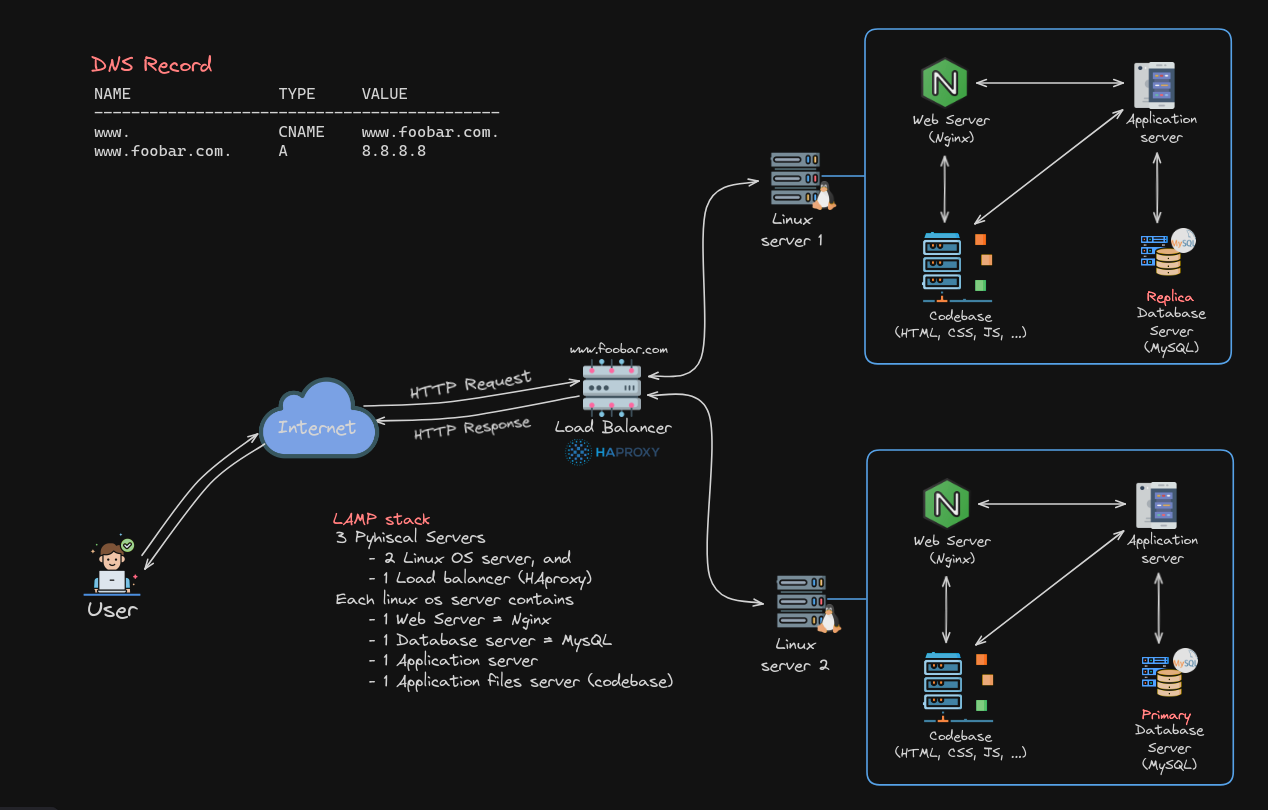 DNS Record
NAME TYPE VALUE
--------------------------------------------
www. CNAME www.foobar.com.
www.foobar.com. A 8.8.8.8
User
Internet
HTTP Request
HTTP Response
www.foobar.com
Load Balancer
HAPROXY
LAMP stack
3 Pyhiscal Servers
- 2 Linux OS server, and
- 1 Load balancer (HAproxy)
Each linux os server contains
- 1 Web Server = Nginx
- 1 Database server = MysQL
- 1 Application server
- 1 Application files server (codebase)
Linux
server 1
N
Web Server
(Nginx)
Application
server
Codebase
(HTML, CSS, JS, ...)
MySQL
Replica
Database
Server
(MySQL)
Linux
server 2
N
Web Server
(Nginx)
Application
server
Codebase
(HTML, CSS, JS, ...)
MySQL
Primary
Database
Server
(MySQL)